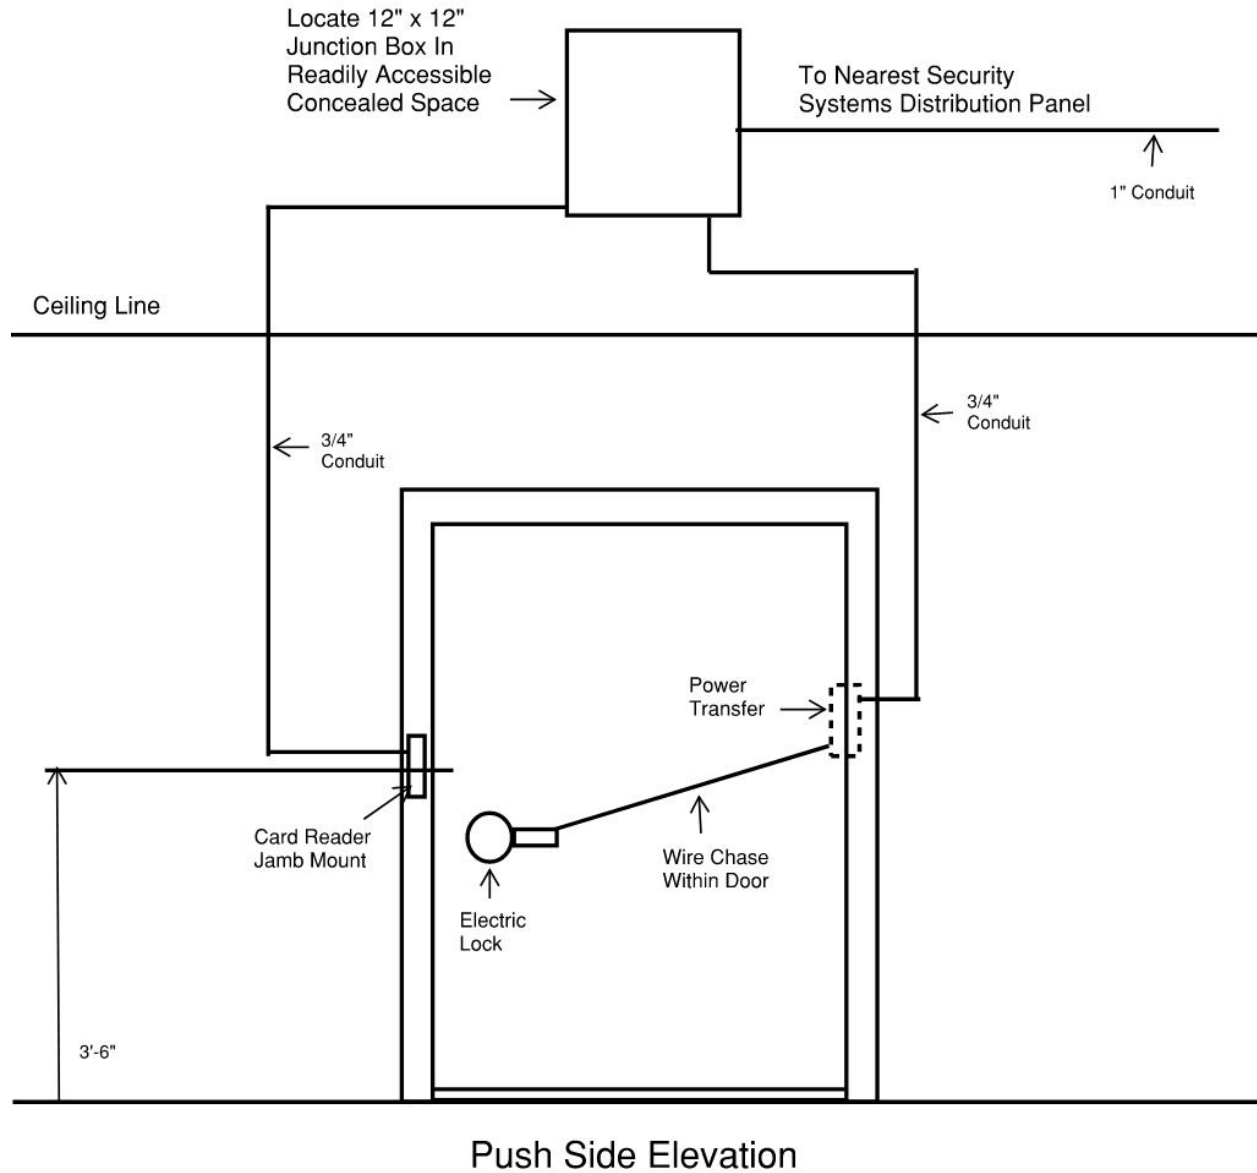 Locate 12" x 12"
Junction Box In
Readily Accessible
Concealed Space
To Nearest Security
Systems Distribution Panel
1" Conduit
Ceiling Line
3/4"
Conduit
3/4"
Conduit
Power
Transfer
Card Reader
Jamb Mount
Wire Chase
Within Door
Electric
Lock
3'-6"
Push Side Elevation